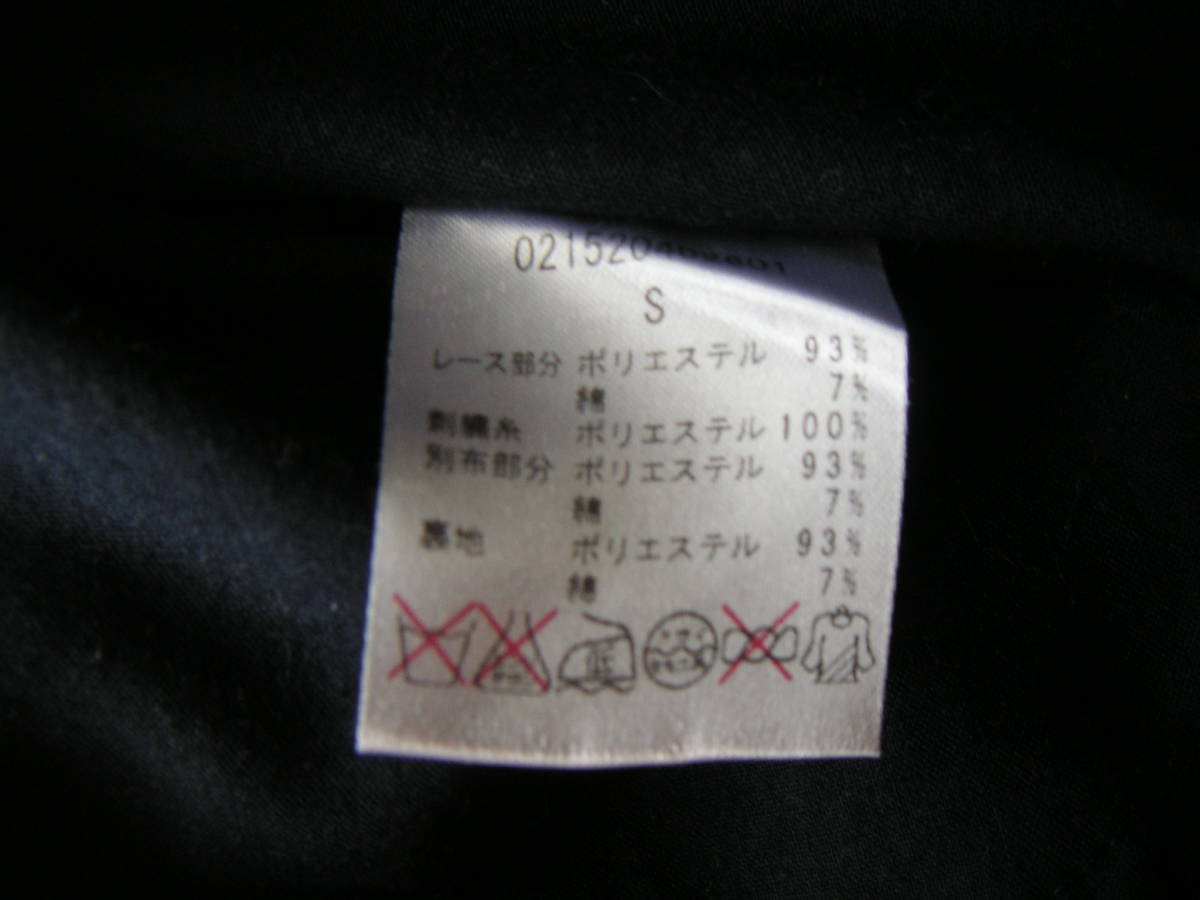 021520409601
S
レース部分 ポリエステル 93%
綿 7%
刺繍糸 ポリエステル 100%
別布部分 ポリエステル 93%
綿 7%
裏地 ポリエステル 93%
綿 7%
低